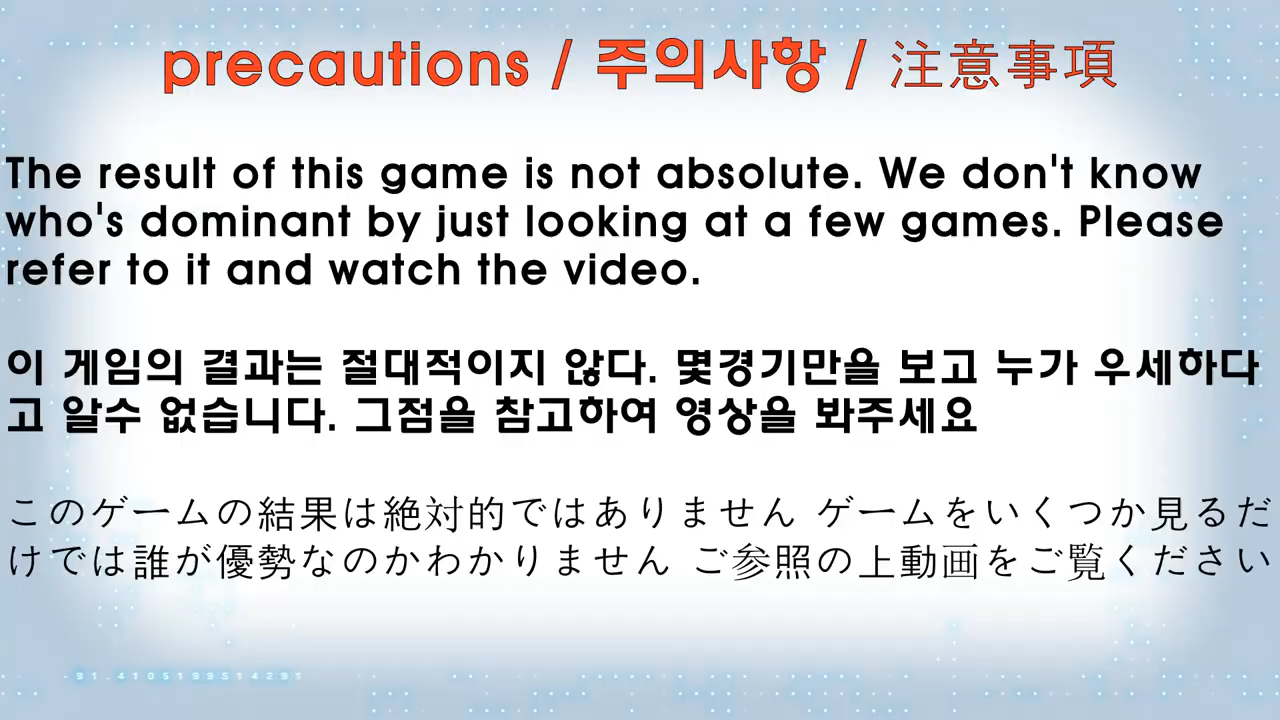 precautions / 주의사항 / 注意事項
The result of this game is not absolute. We don't know
who's dominant by just looking at a few games. Please
refer to it and watch the video.
이 게임의 결과는 절대적이지 않다. 몇경기만을 보고 누가 우세하다
고 알수 없습니다. 그점을 참고하여 영상을 봐주세요
このゲームの結果は絶対的ではありません ゲームをいくつか見るだ
けでは誰が優勢なのかわかりません ご参照の上動画をご覧ください
-91.4105199514291